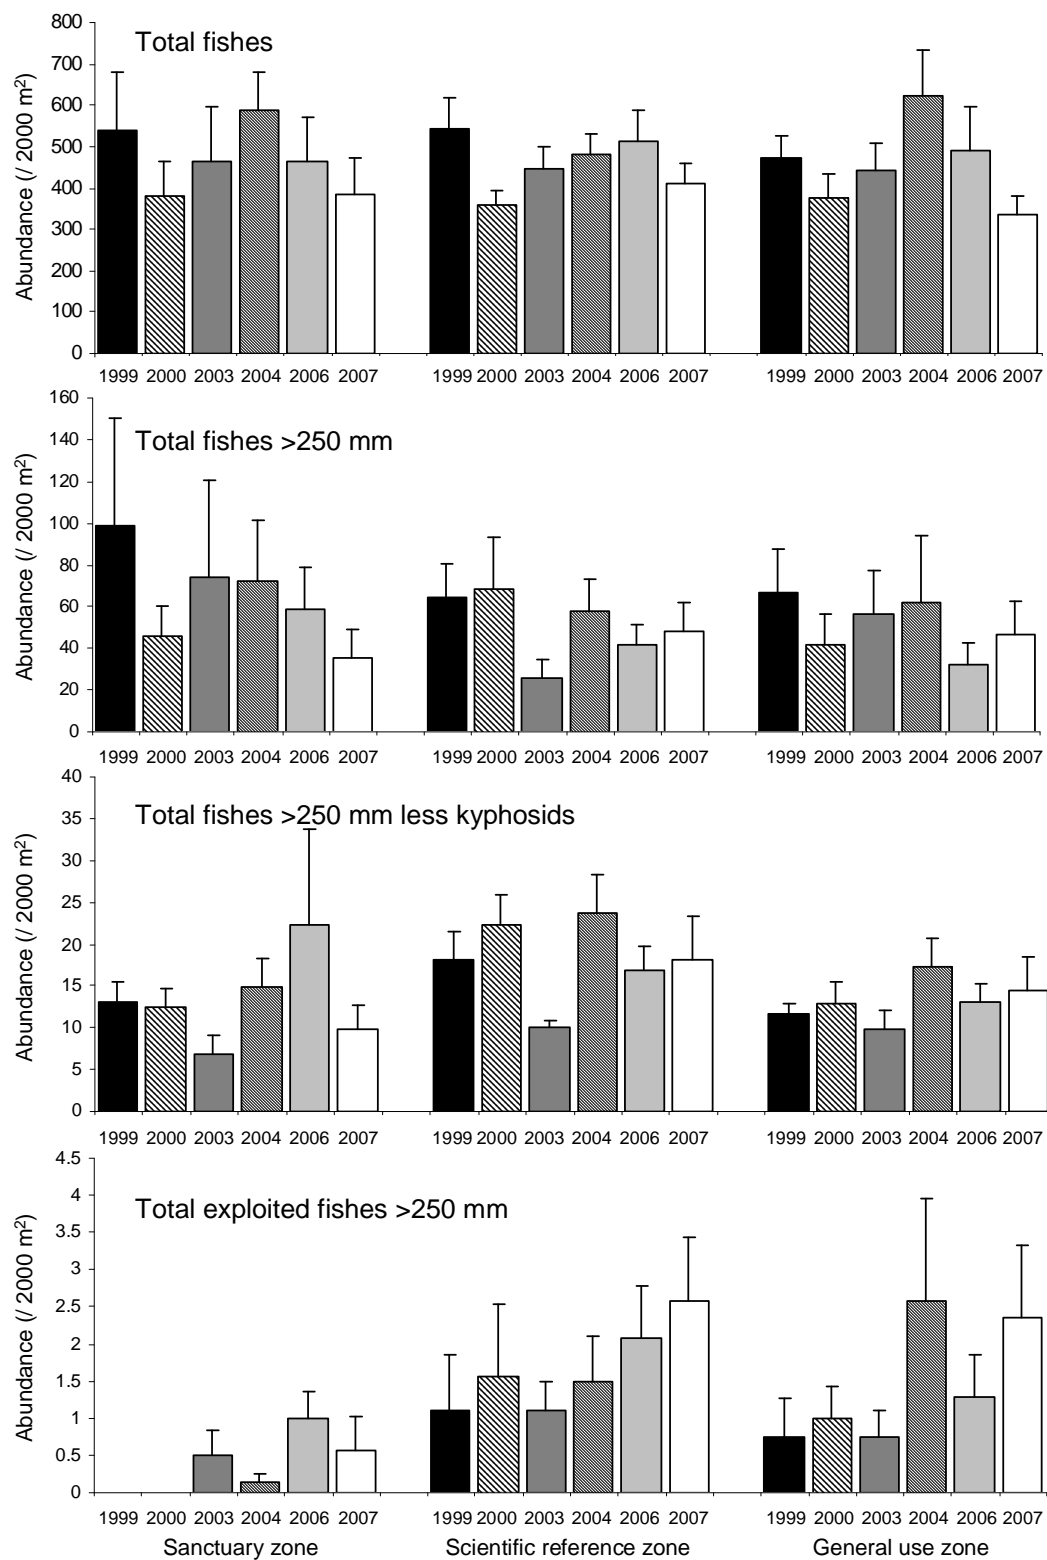 800
Total fishes
700
600
500
400
300
200
100
0
Abundance (/ 2000 m²)
1999 2000 2003 2004 2006 2007 1999 2000 2003 2004 2006 2007 1999 2000 2003 2004 2006 2007
160
Total fishes >250 mm
140
120
100
80
60
40
20
0
Abundance (/ 2000 m²)
1999 2000 2003 2004 2006 2007 1999 2000 2003 2004 2006 2007 1999 2000 2003 2004 2006 2007
40
Total fishes >250 mm less kyphosids
35
30
25
20
15
10
5
0
Abundance (/ 2000 m²)
1999 2000 2003 2004 2006 2007 1999 2000 2003 2004 2006 2007 1999 2000 2003 2004 2006 2007
4.5
Total exploited fishes >250 mm
4
3.5
3
2.5
2
1.5
1
0.5
0
Abundance (/ 2000 m²)
1999 2000 2003 2004 2006 2007 1999 2000 2003 2004 2006 2007 1999 2000 2003 2004 2006 2007
Sanctuary zone Scientific reference zone General use zone